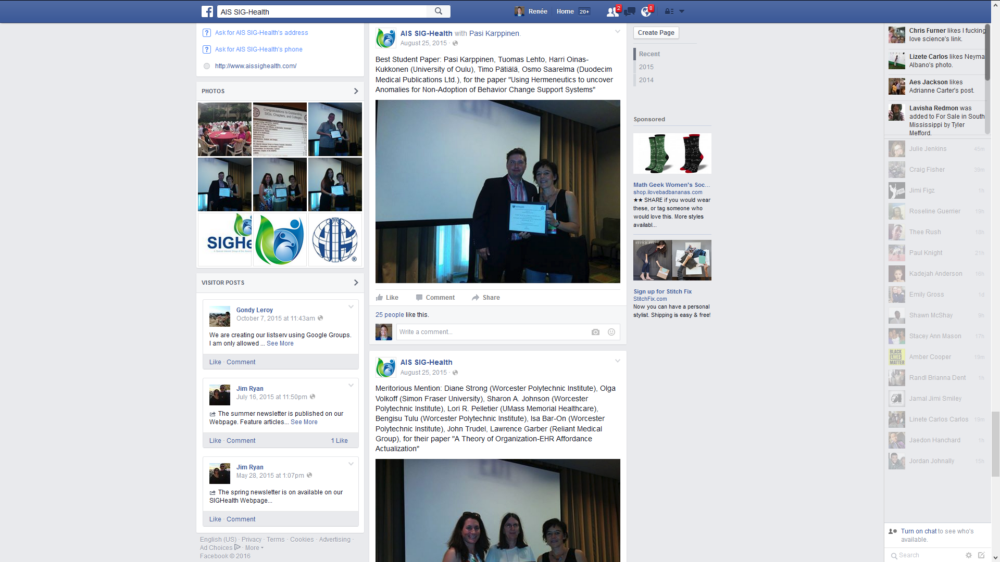 AIS SIG-Health
Renée
Home 20+
2
8
Ask for AIS SIG-Health's address
Ask for AIS SIG-Health's phone
http://www.aissighealth.com/
PHOTOS
Congratulations to Outstanding
SIGs, Chapters, and Colleges
SIGHe
VISITOR POSTS
Gondy Leroy
October 7, 2015 at 11:43am
We are creating our listserv using Google Groups.
I am only allowed ... See More
Like · Comment
Jim Ryan
July 16, 2015 at 11:50pm
The summer newsletter is published on our
Webpage. Feature articles... See More
Like · Comment 1 Like
Jim Ryan
May 28, 2015 at 1:07pm
The spring newsletter is on available on our
SIGHealth Webpage...
Like · Comment
English (US) · Privacy · Terms · Cookies · Advertising ·
Ad Choices · More
Facebook © 2016
AIS SIG-Health with Pasi Karppinen.
August 25, 2015 ·
Best Student Paper: Pasi Karppinen, Tuomas Lehto, Harri Oinas-
Kukkonen (University of Oulu), Timo Pätiälä, Osmo Saarelma (Duodecim
Medical Publications Ltd.), for the paper "Using Hermeneutics to uncover
Anomalies for Non-Adoption of Behavior Change Support Systems"
Like Comment Share
25 people like this.
Write a comment...
AIS SIG-Health
August 25, 2015 ·
Meritorious Mention: Diane Strong (Worcester Polytechnic Institute), Olga
Volkoff (Simon Fraser University), Sharon A. Johnson (Worcester
Polytechnic Institute), Lori R. Pelletier (UMass Memorial Healthcare),
Bengisu Tulu (Worcester Polytechnic Institute), Isa Bar-On (Worcester
Polytechnic Institute), John Trudel, Lawrence Garber (Reliant Medical
Group), for their paper "A Theory of Organization-EHR Affordance
Actualization"
Create Page
Recent
2015
2014
Sponsored
Math Geek Women's Soc...
shop.ilovebadbananas.com
★★ SHARE if you would wear
these, or tag someone who
would love this. More styles
availabl...
STITCH FIX
Sign up for Stitch Fix
StitchFix.com
Now you can have a personal
stylist. Shipping is easy & free!
Chris Furner likes I fucking
love science's link.
Lizete Carlos likes Neyma
Albano's photo.
Aes Jackson likes
Adrianne Carter's post.
Lavisha Redmon was
added to For Sale in South
Mississippi by Tyler
Mefford.
Julie Jenkins 45m
Craig Fisher 39m
Jimi Figz 1h
Roseline Guerrier 19h
Thee Rush 18h
Paul Knight 21h
Kadejah Anderson 16h
Emily Gross 1d
Shawn McShay 9h
Stacey Ann Mason 17h
BLACK
LIVES
MATTER
Amber Cooper 19m
Randl Brianna Dent 1h
Jamal Jimi Smiley
Linete Carlos Carlos 19m
Jaedon Hanchard 1h
Jordan Johnally 15h
Turn on chat to see who's
available.
Search